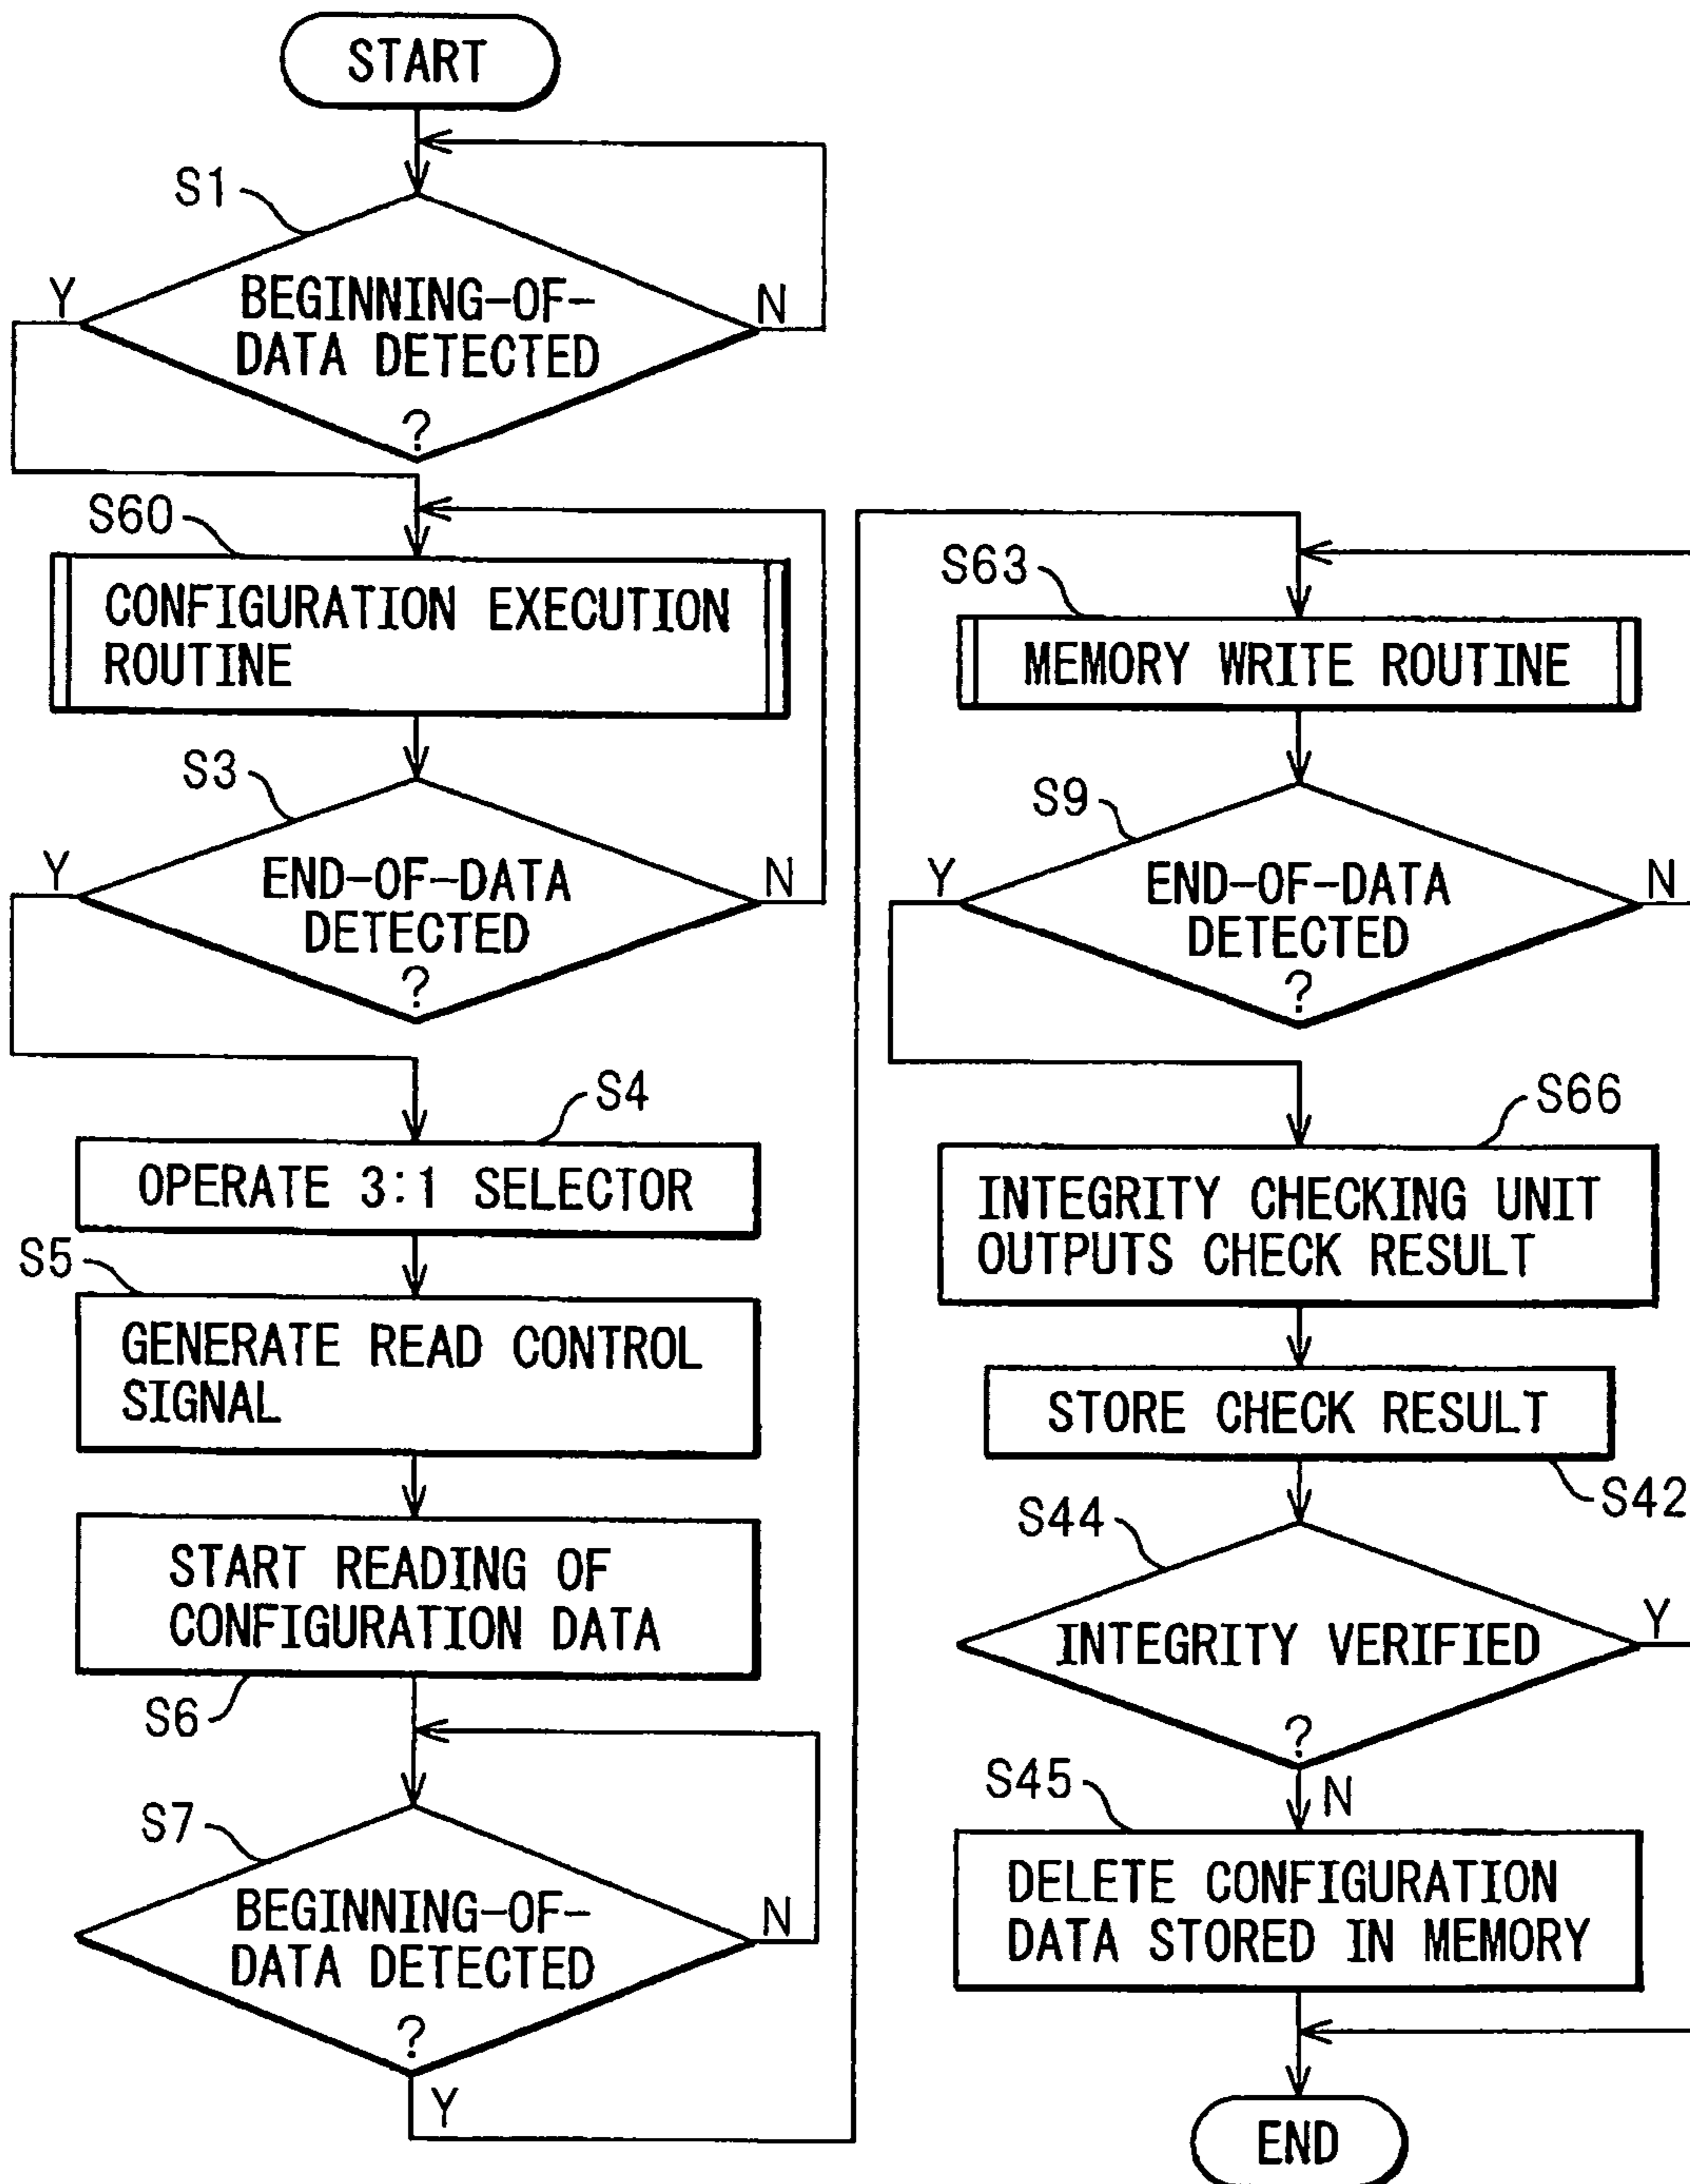 START
S1
Y
N
BEGINNING-OF-
DATA DETECTED
?
S60
CONFIGURATION EXECUTION
ROUTINE
S3
Y
N
END-OF-DATA
DETECTED
?
S4
OPERATE 3:1 SELECTOR
S5
GENERATE READ CONTROL
SIGNAL
START READING OF
CONFIGURATION DATA
S6
S7
N
BEGINNING-OF-
DATA DETECTED
?
Y
S63
MEMORY WRITE ROUTINE
S9
Y
N
END-OF-DATA
DETECTED
?
S66
INTEGRITY CHECKING UNIT
OUTPUTS CHECK RESULT
STORE CHECK RESULT
S42
S44
Y
INTEGRITY VERIFIED
?
N
S45
DELETE CONFIGURATION
DATA STORED IN MEMORY
END